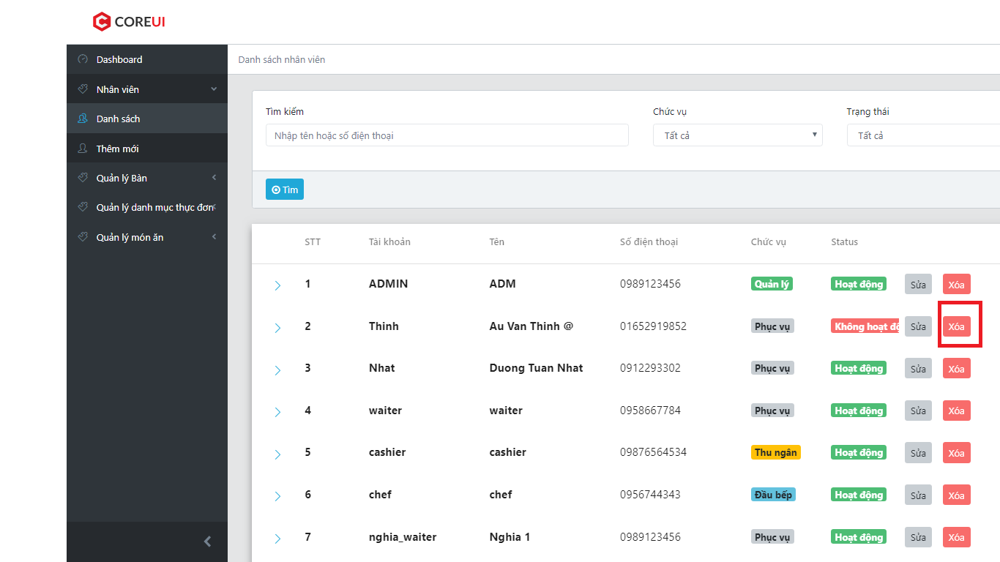 COREUI
Dashboard
Nhân viên
Danh sách
Thêm mới
Quản lý Bàn
Quản lý danh mục thực đơn
Quản lý món ăn
Danh sách nhân viên
Tìm kiếm Chức vụ Trạng thái
Nhập tên hoặc số điện thoại Tất cả Tất cả
Tìm
STT Tài khoản Tên Số điện thoại Chức vụ Status
1 ADMIN ADM 0989123456 Quản lý Hoạt động Sửa Xóa
2 Thinh Au Van Thinh @ 01652919852 Phục vụ Không hoạt độ Sửa Xóa
3 Nhat Duong Tuan Nhat 0912293302 Phục vụ Hoạt động Sửa Xóa
4 waiter waiter 0958667784 Phục vụ Hoạt động Sửa Xóa
5 cashier cashier 09876564534 Thu ngân Hoạt động Sửa Xóa
6 chef chef 0956744343 Đầu bếp Hoạt động Sửa Xóa
7 nghia_waiter Nghia 1 0989123456 Phục vụ Hoạt động Sửa Xóa